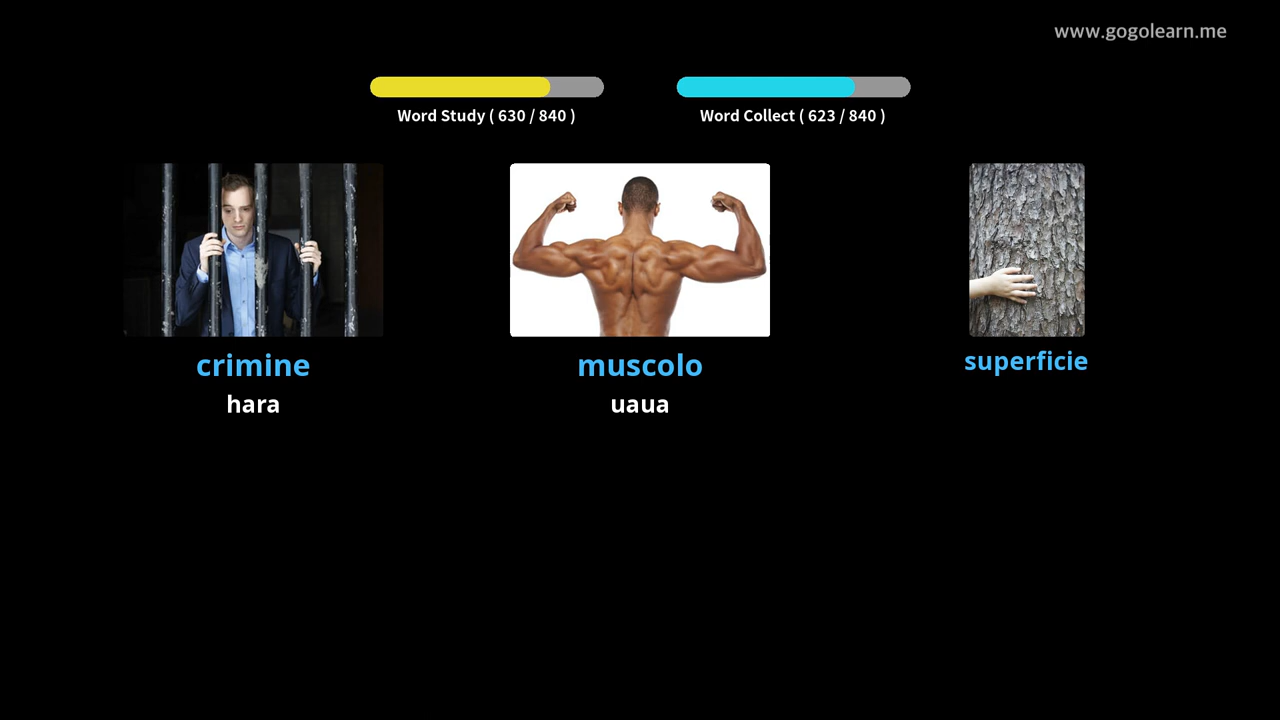 www.gogolearn.me
Word Study ( 630 / 840 )
Word Collect ( 623 / 840 )
crimine
hara
muscolo
uaua
superficie